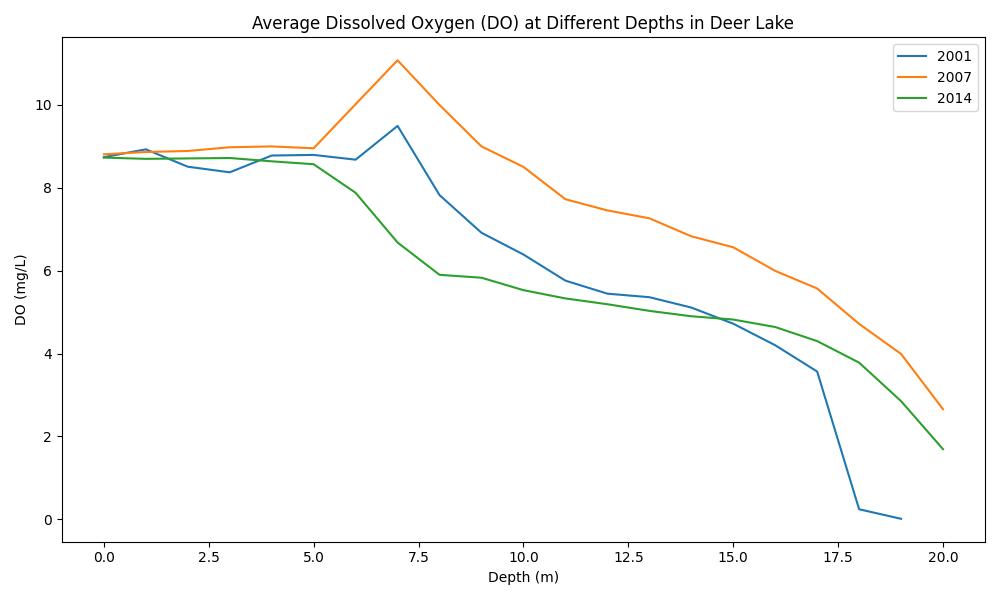 Average Dissolved Oxygen (DO) at Different Depths in Deer Lake
2001
2007
2014
10
8
6
4
2
0
DO (mg/L)
0.0 2.5 5.0 7.5 10.0 12.5 15.0 17.5 20.0
Depth (m)